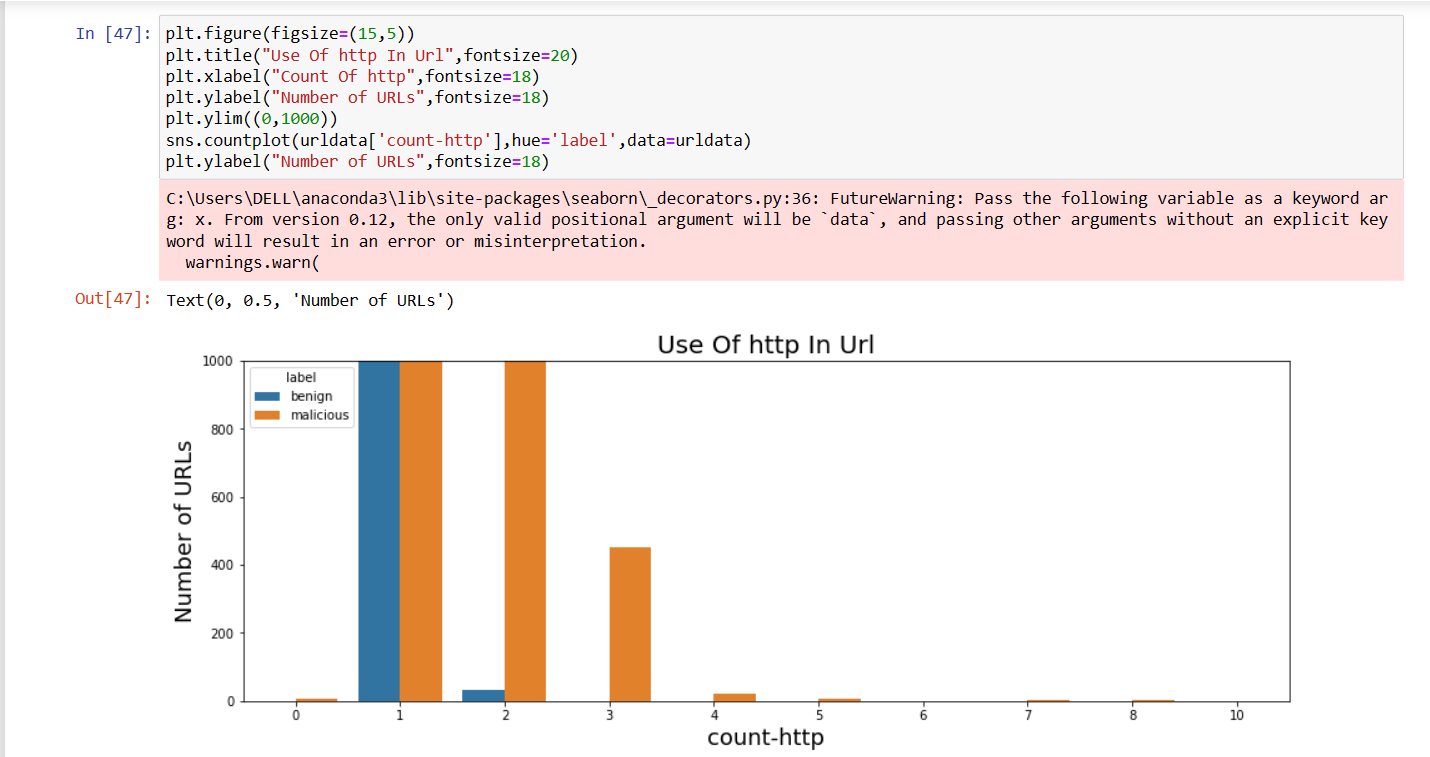 In [47]: plt.figure(figsize=(15,5))
plt.title("Use Of http In Url",fontsize=20)
plt.xlabel("Count Of http",fontsize=18)
plt.ylabel("Number of URLs",fontsize=18)
plt.ylim((0,1000))
sns.countplot(urldata['count-http'],hue='label',data=urldata)
plt.ylabel("Number of URLs",fontsize=18)
C:\Users\DELL\anaconda3\lib\site-packages\seaborn\_decorators.py:36: FutureWarning: Pass the following variable as a keyword ar
g: x. From version 0.12, the only valid positional argument will be `data`, and passing other arguments without an explicit key
word will result in an error or misinterpretation.
warnings.warn(
Out[47]: Text(0, 0.5, 'Number of URLs')
Use Of http In Url
label
benign
malicious
Number of URLs
1000
800
600
400
200
0
0 1 2 3 4 5 6 7 8 10
count-http